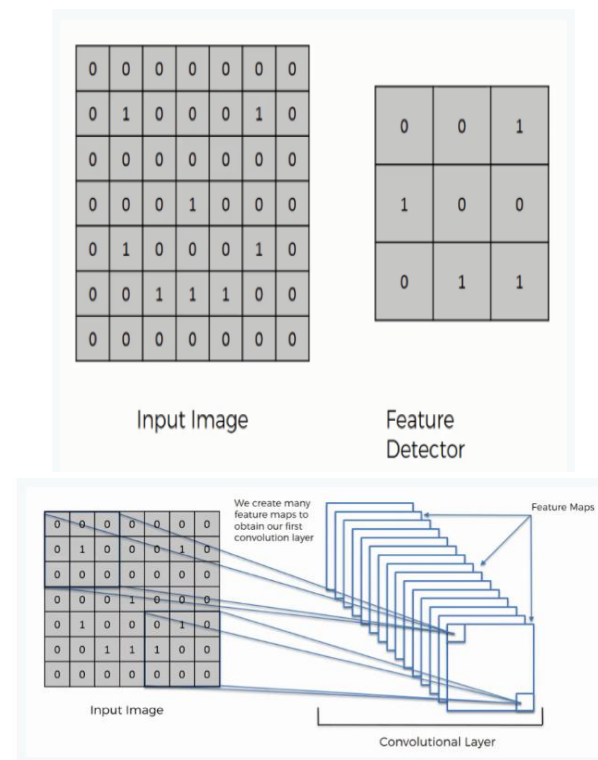 0 0 0 0 0 0 0
0 1 0 0 0 1 0
0 0 0 0 0 0 0
0 0 0 1 0 0 0
0 1 0 0 0 1 0
0 0 1 1 1 0 0
0 0 0 0 0 0 0
Input Image
0 0 1
1 0 0
0 1 1
Feature
Detector
0 0 0 0 0 0 0
0 1 0 0 0 1 0
0 0 0 0 0 0 0
0 0 0 1 0 0 0
0 1 0 0 0 1 0
0 0 1 1 1 0 0
0 0 0 0 0 0 0
Input Image
We create many
feature maps to
obtain our first
convolution layer
Feature Maps
Convolutional Layer